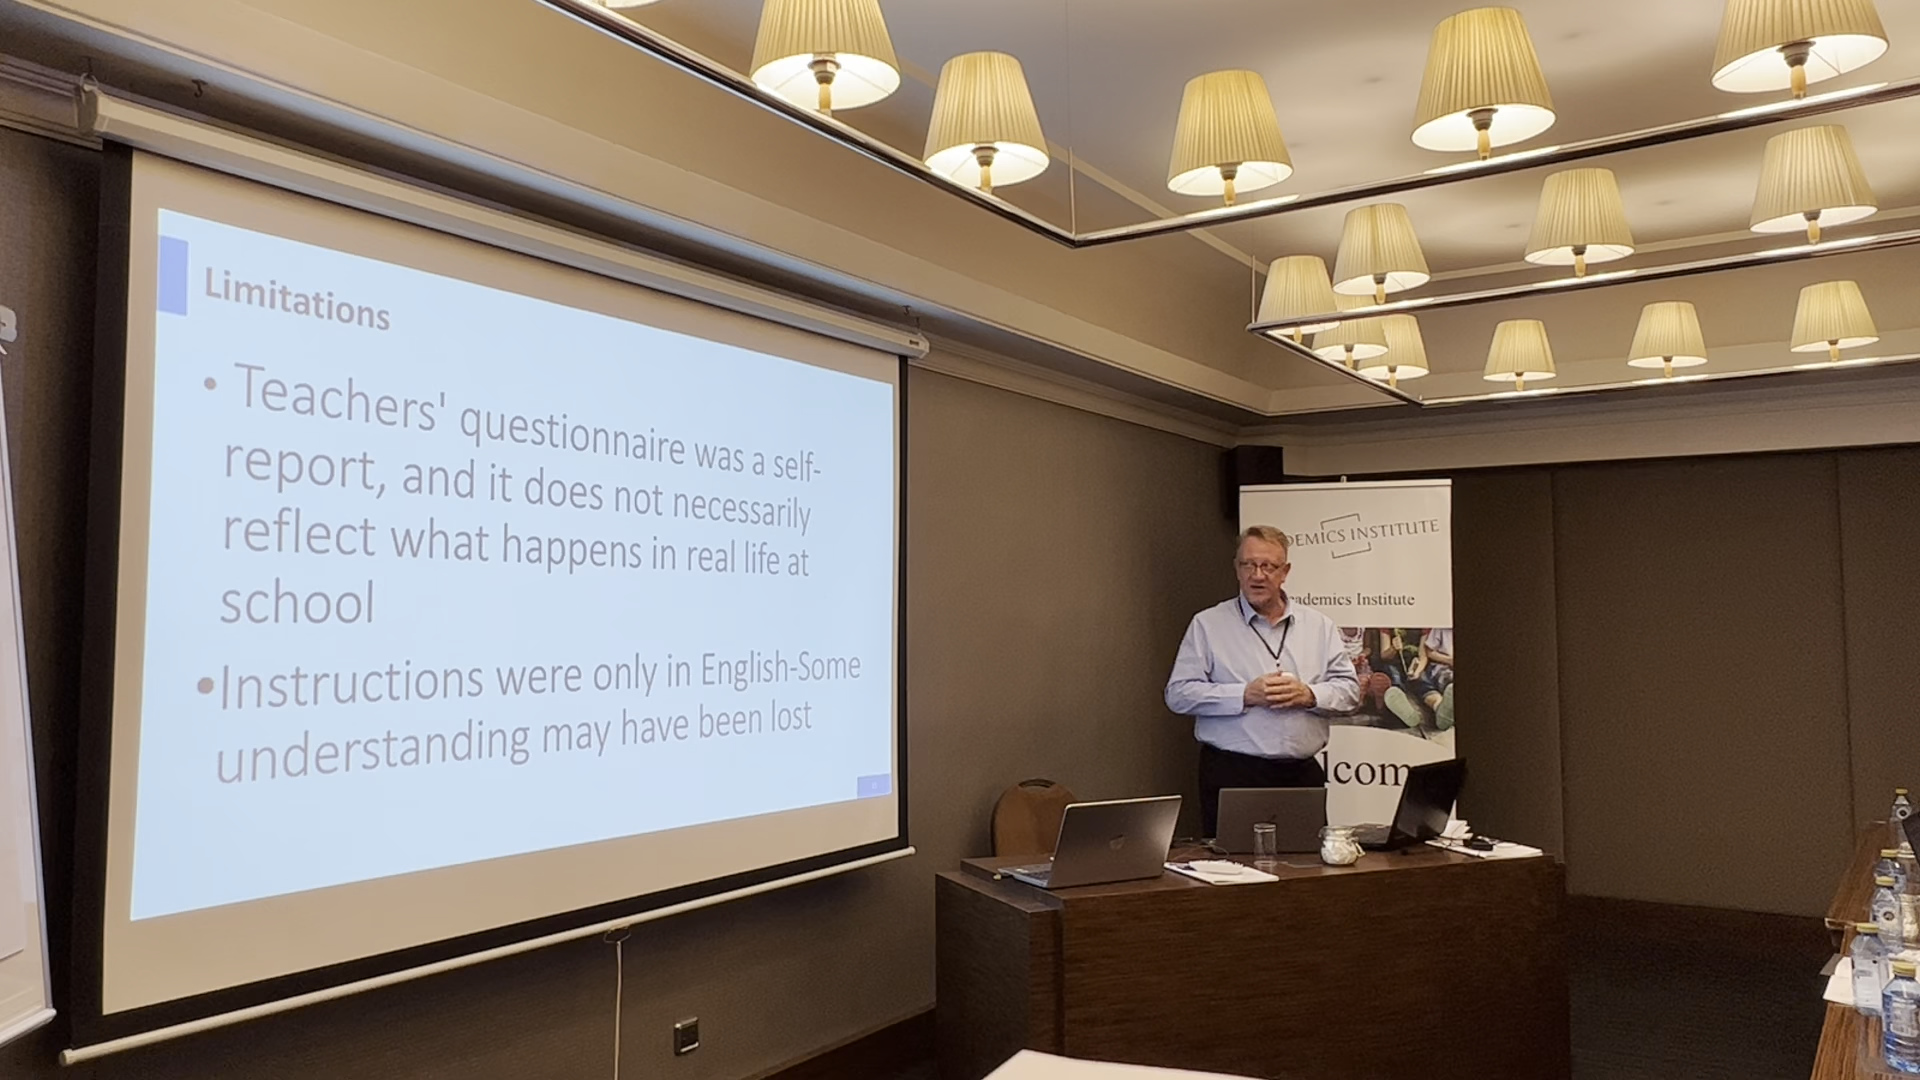 Limitations
• Teachers' questionnaire was a self-
report, and it does not necessarily
reflect what happens in real life at
school
•Instructions were only in English-Some
understanding may have been lost
DEMICS INSTITUTE
cademics Institute
lcom